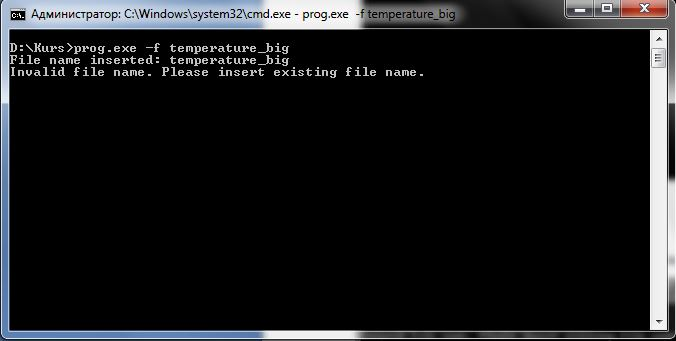 Администратор: C:\Windows\system32\cmd.exe - prog.exe -f temperature_big
D:\Kurs>prog.exe -f temperature_big
File name inserted: temperature_big
Invalid file name. Please insert existing file name.